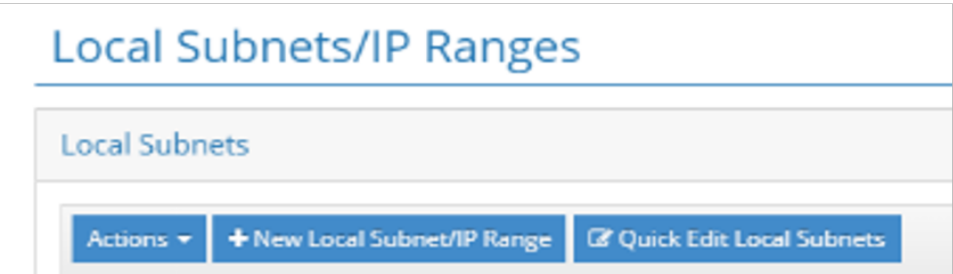 Local Subnets/IP Ranges
Local Subnets
Actions New Local Subnet/IP Range Quick Edit Local Subnets